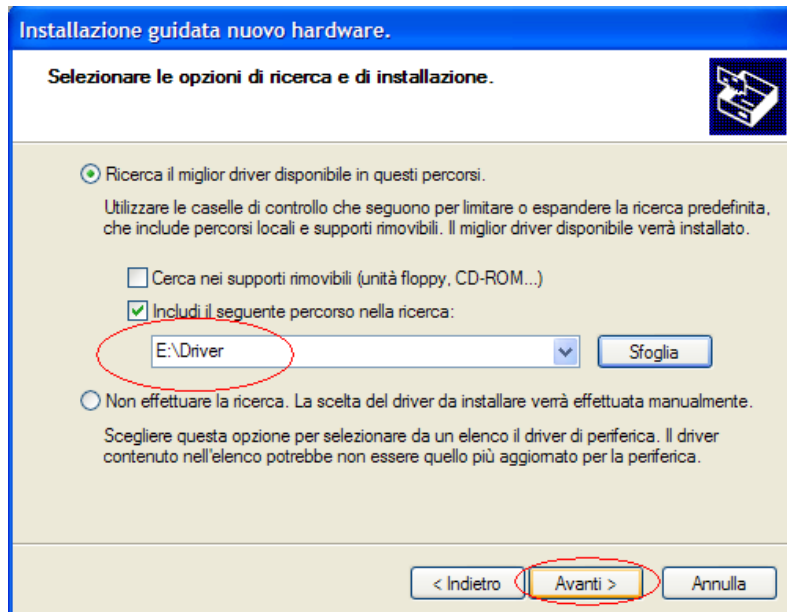 Installazione guidata nuovo hardware.
Selezionare le opzioni di ricerca e di installazione.
Ricerca il miglior driver disponibile in questi percorsi.
Utilizzare le caselle di controllo che seguono per limitare o espandere la ricerca predefinita,
che include percorsi locali e supporti rimovibili. Il miglior driver disponibile verrà installato.
Cerca nei supporti rimovibili (unità floppy, CD-ROM...)
Includi il seguente percorso nella ricerca:
E:\Driver
Sfoglia
Non effettuare la ricerca. La scelta del driver da installare verrà effettuata manualmente.
Scegliere questa opzione per selezionare da un elenco il driver di periferica. Il driver
contenuto nell'elenco potrebbe non essere quello più aggiornato per la periferica.
< Indietro
Avanti >
Annulla